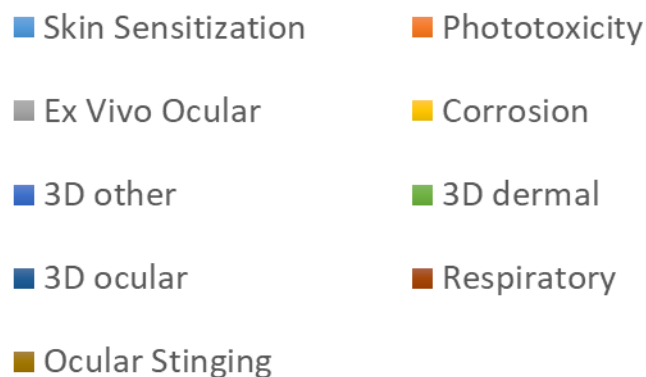 Skin Sensitization Phototoxicity
Ex Vivo Ocular Corrosion
3D other 3D dermal
3D ocular Respiratory
Ocular Stinging